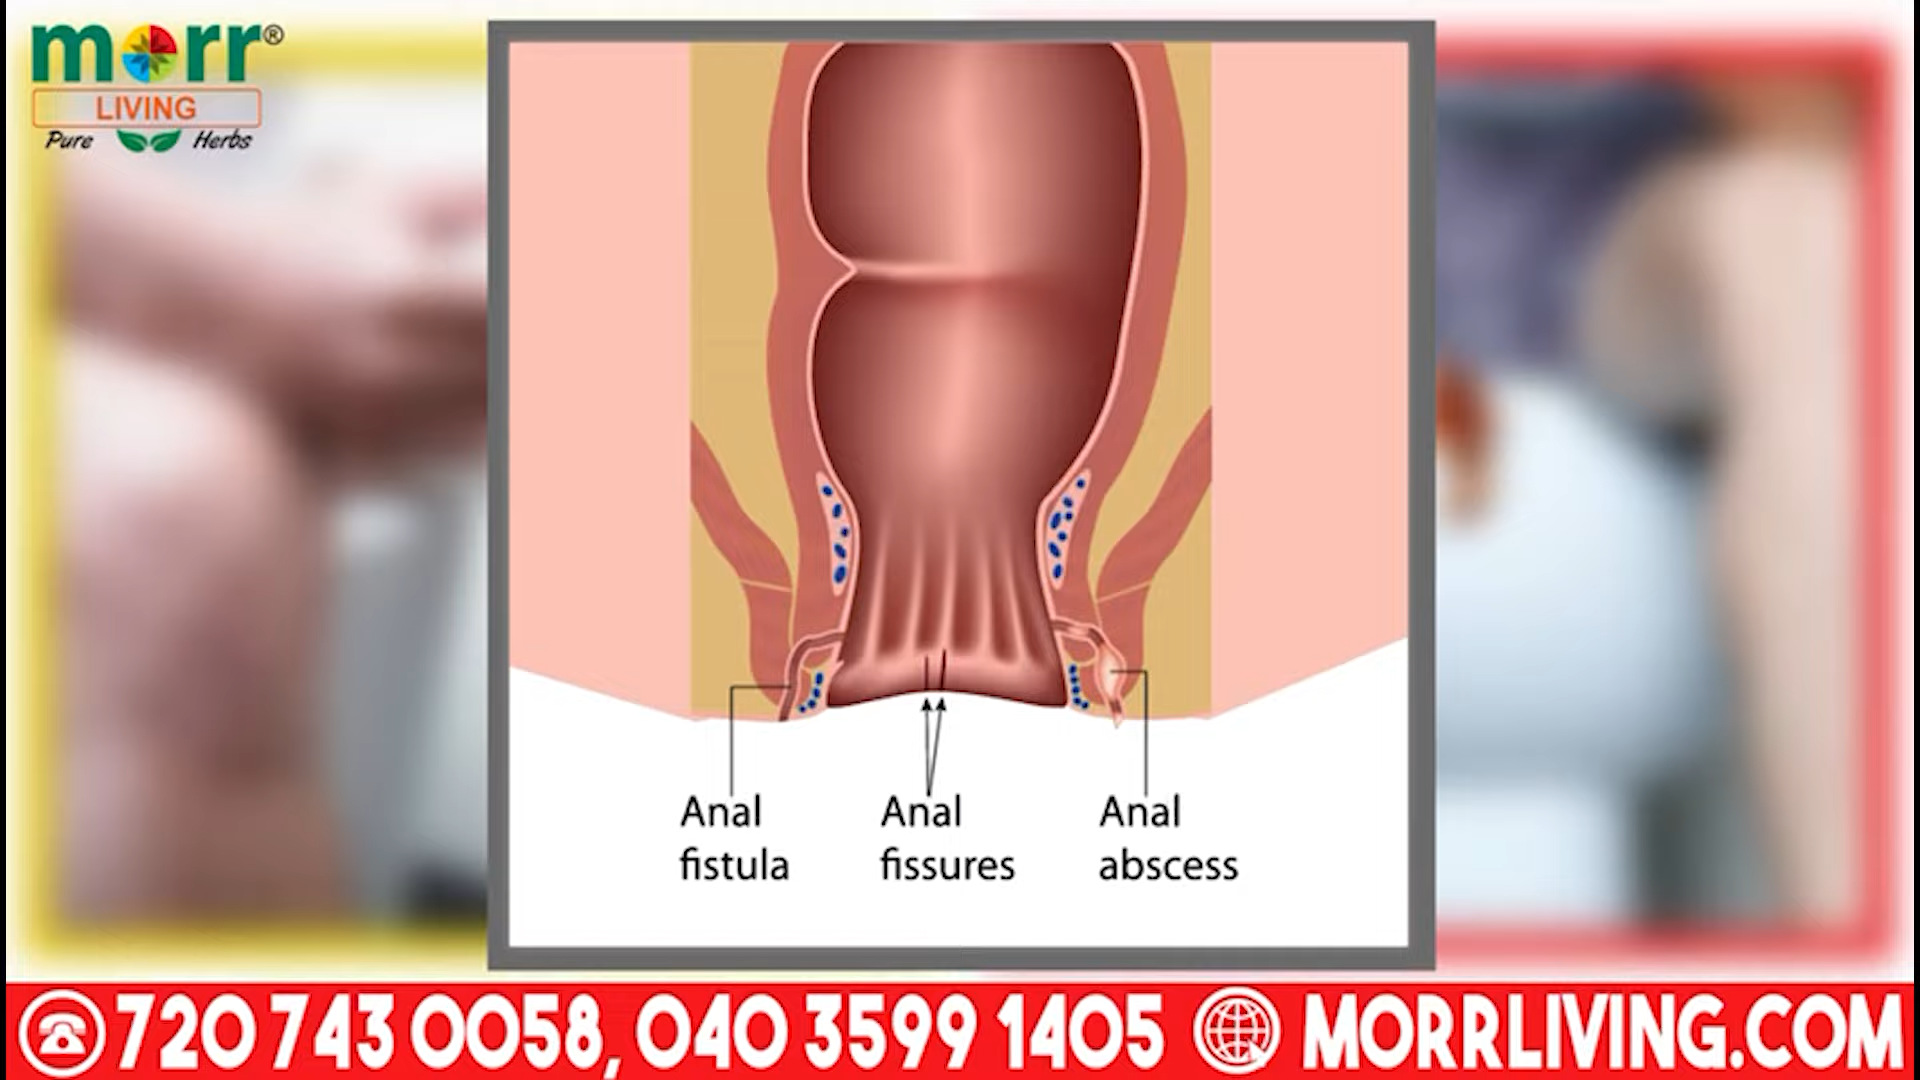 morr®
LIVING
Pure Herbs
Anal
fistula
Anal
fissures
Anal
abscess
720 743 0058, 040 3599 1405 MORRLIVING.COM